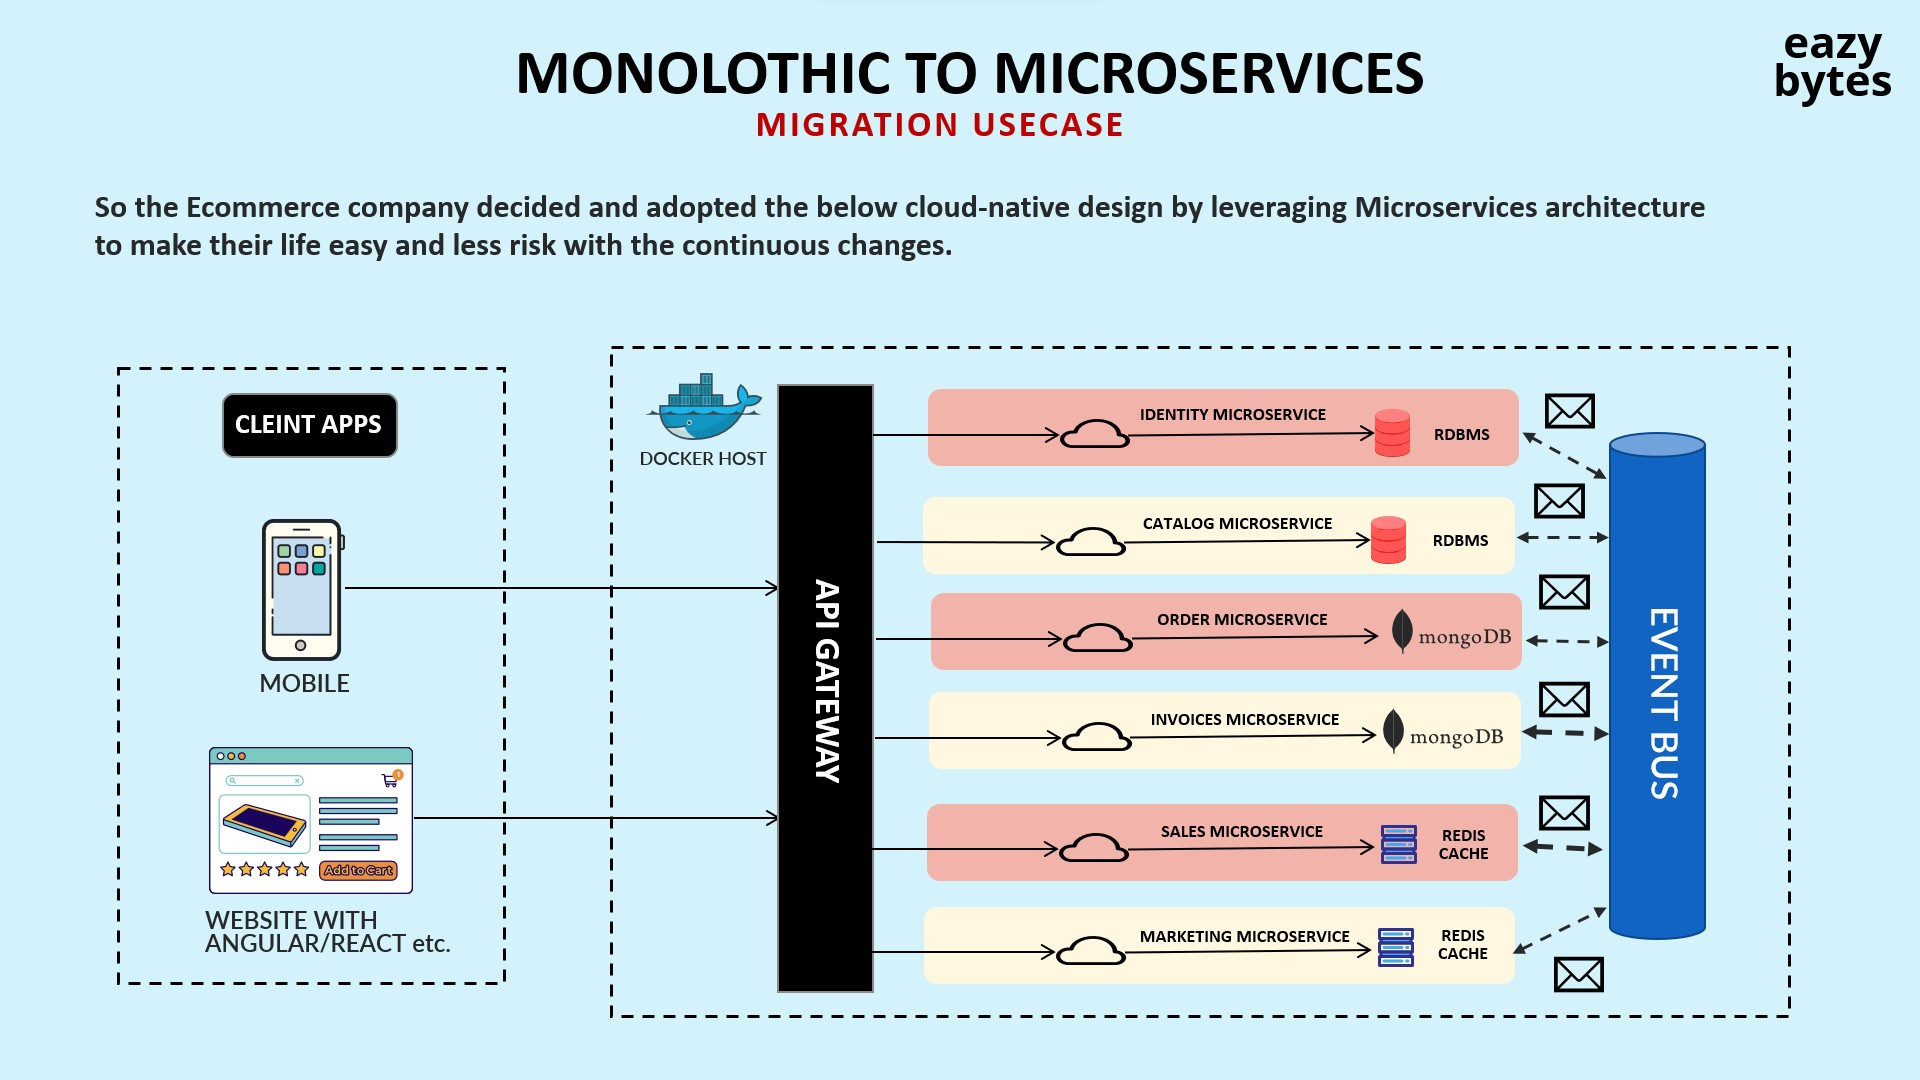 eazy
bytes
MONOLOTHIC TO MICROSERVICES
MIGRATION USECASE
So the Ecommerce company decided and adopted the below cloud-native design by leveraging Microservices architecture
to make their life easy and less risk with the continuous changes.
CLEINT APPS
MOBILE
1
Add to Cart
WEBSITE WITH
ANGULAR/REACT etc.
DOCKER HOST
API GATEWAY
IDENTITY MICROSERVICE
RDBMS
CATALOG MICROSERVICE
RDBMS
ORDER MICROSERVICE
mongoDB
INVOICES MICROSERVICE
mongoDB
SALES MICROSERVICE
REDIS
CACHE
MARKETING MICROSERVICE
REDIS
CACHE
EVENT BUS